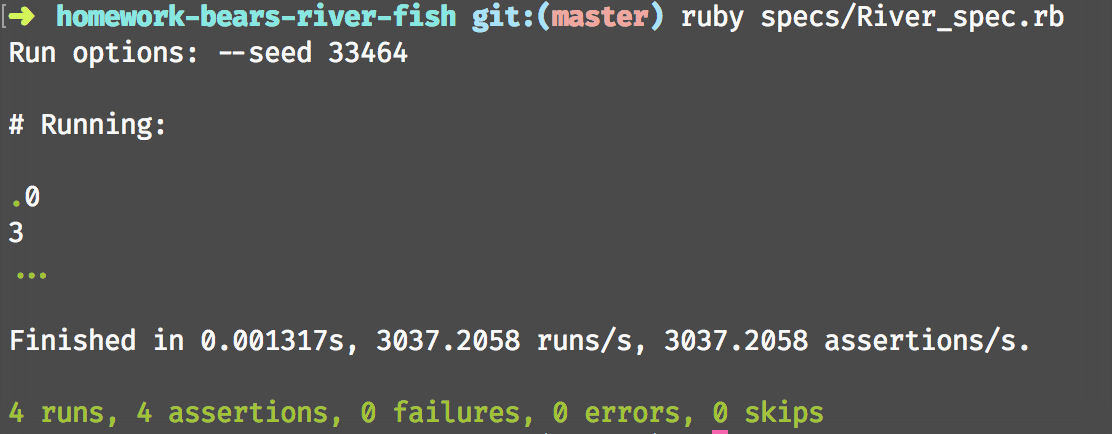 ➜ homework-bears-river-fish git:(master) ruby specs/River_spec.rb
Run options: --seed 33464
# Running:
.0
3
...
Finished in 0.001317s, 3037.2058 runs/s, 3037.2058 assertions/s.
4 runs, 4 assertions, 0 failures, 0 errors, 0 skips